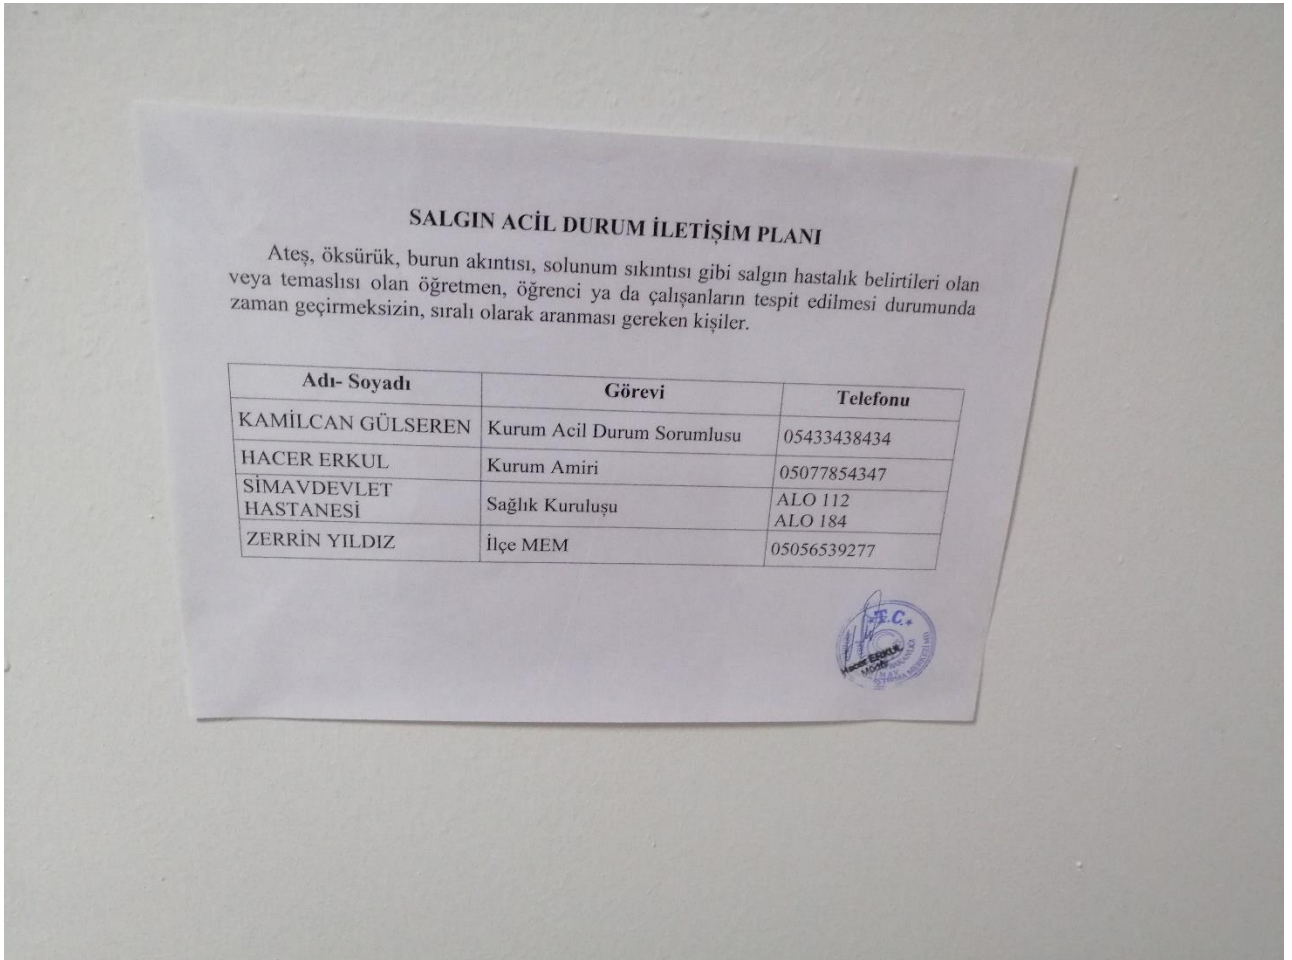 SALGIN ACİL DURUM İLETİŞİM PLANI
Ateş, öksürük, burun akıntısı, solunum sıkıntısı gibi salgın hastalık belirtileri olan
veya temaslısı olan öğretmen, öğrenci ya da çalışanların tespit edilmesi durumunda
zaman geçirmeksizin, sıralı olarak aranması gereken kişiler.
Adı- Soyadı Görevi Telefonu
KAMİLCAN GÜLSEREN Kurum Acil Durum Sorumlusu 05433438434
HACER ERKUL Kurum Amiri 05077854347
SİMAVDEVLET
HASTANESİ Sağlık Kuruluşu ALO 112
ALO 184
ZERRİN YILDIZ İlçe MEM 05056539277
T.C.
Hacer ERKUL
Müdür